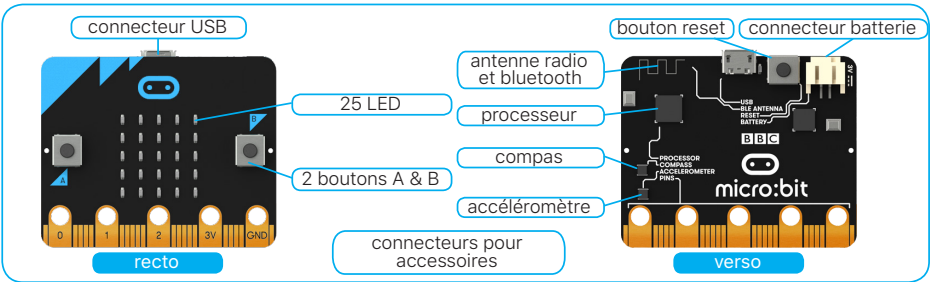 connecteur USB
bouton reset
connecteur batterie
antenne radio
et bluetooth
25 LED
processeur
compas
2 boutons A & B
accéléromètre
connecteurs pour
accessoires
B
A
0 1 2 3V GND
recto
3V
USB
BLE ANTENNA
RESET
BATTERY
BBC
PROCESSOR
COMPASS
ACCELEROMETER
PINS
micro:bit
verso